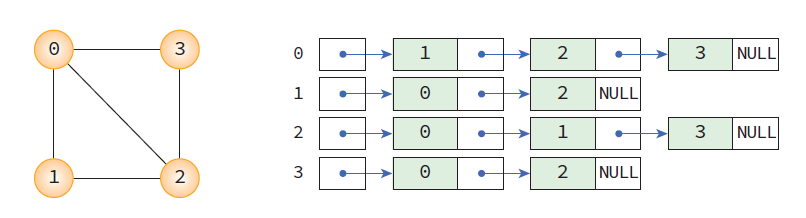 0 3
1 2
0 1 2 3 NULL
1 0 2 NULL
2 0 1 3 NULL
3 0 2 NULL